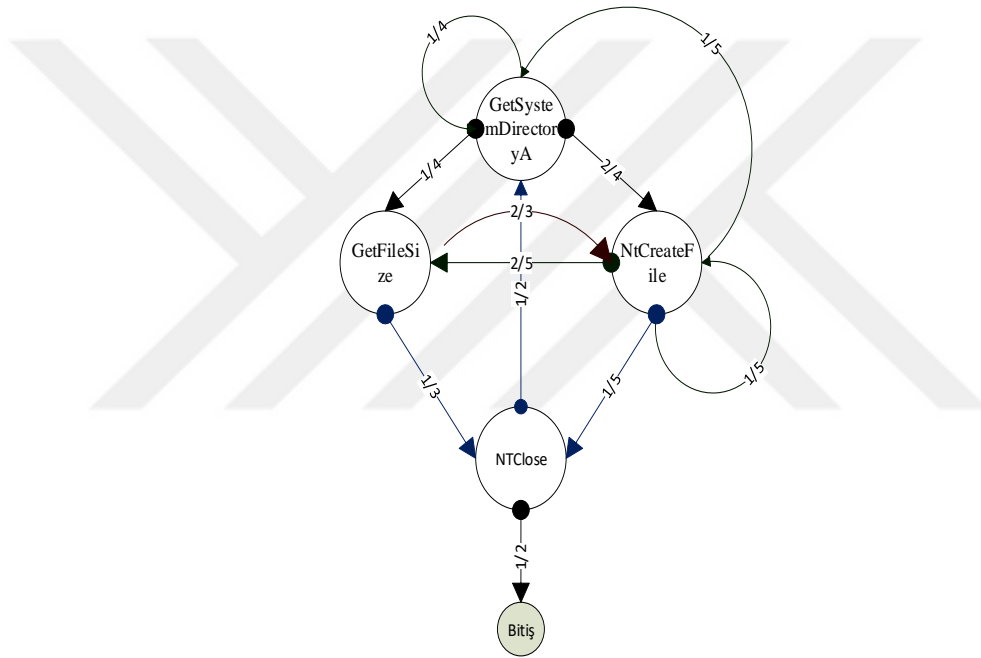 1/4
1/5
GetSyste
mDirector
yA
1/4
2/4
2/3
GetFileSi
ze
NtCreateF
ile
2/5
1/2
1/3
1/5
1/5
NTClose
1/2
Bitiş